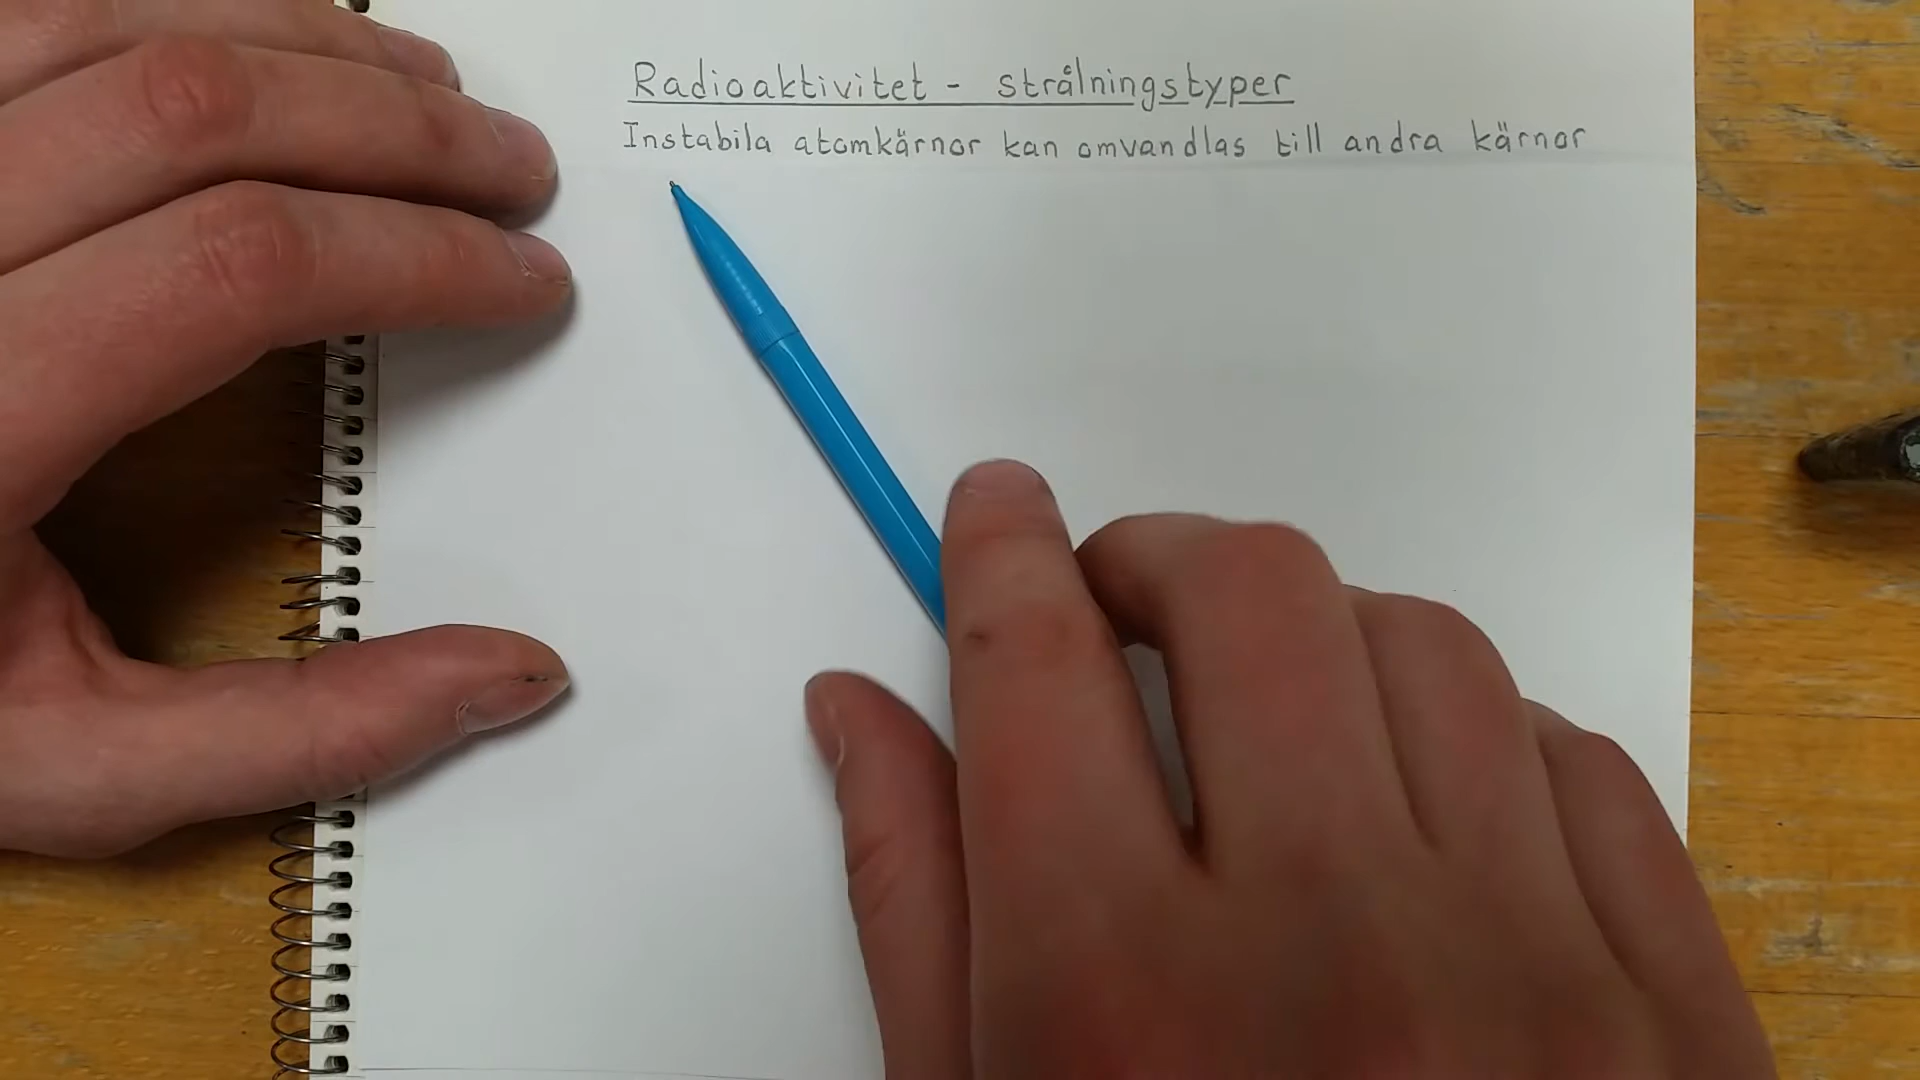 Radioaktivitet - strålningstyper
Instabila atomkärnor kan omvandlas till andra kärnor